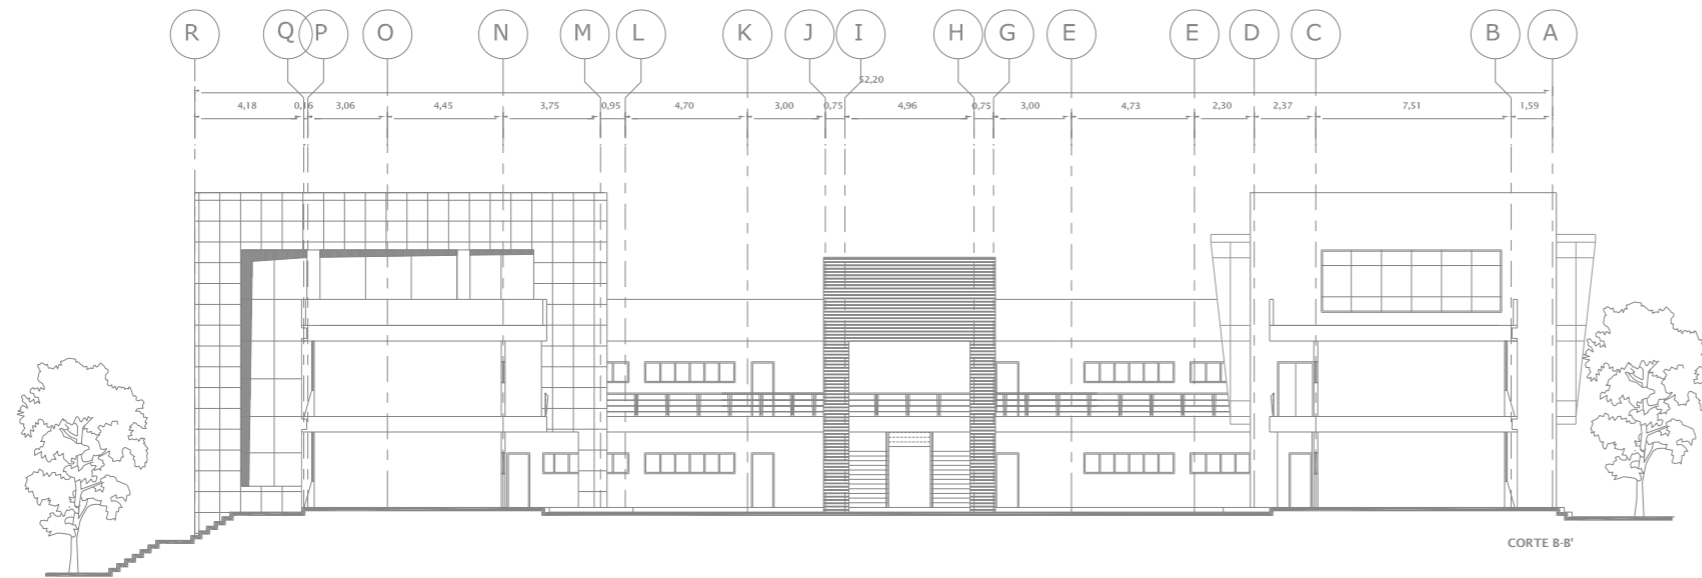 R Q P O N M L K J I H G E E D C B A
52,20
4,18 0,16 3,06 4,45 3,75 0,95 4,70 3,00 0,75 4,96 0,75 3,00 4,73 2,30 2,37 7,51 1,59
CORTE B-B'